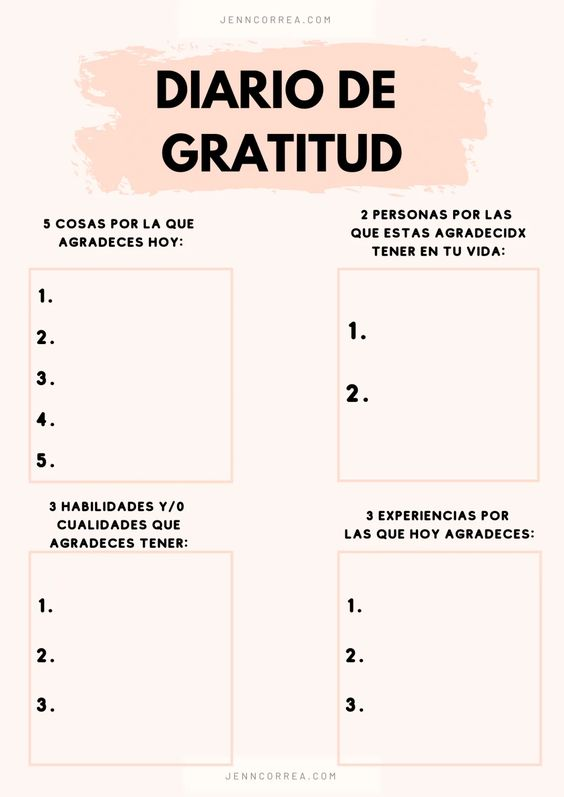 JENNCORREA.COM
DIARIO DE
GRATITUD
5 COSAS POR LA QUE
AGRADECES HOY:
1.
2.
3.
4.
5.
2 PERSONAS POR LAS
QUE ESTAS AGRADECIDX
TENER EN TU VIDA:
1.
2.
3 HABILIDADES Y/O
CUALIDADES QUE
AGRADECES TENER:
1.
2.
3.
3 EXPERIENCIAS POR
LAS QUE HOY AGRADECES:
1.
2.
3.
JENNCORREA.COM